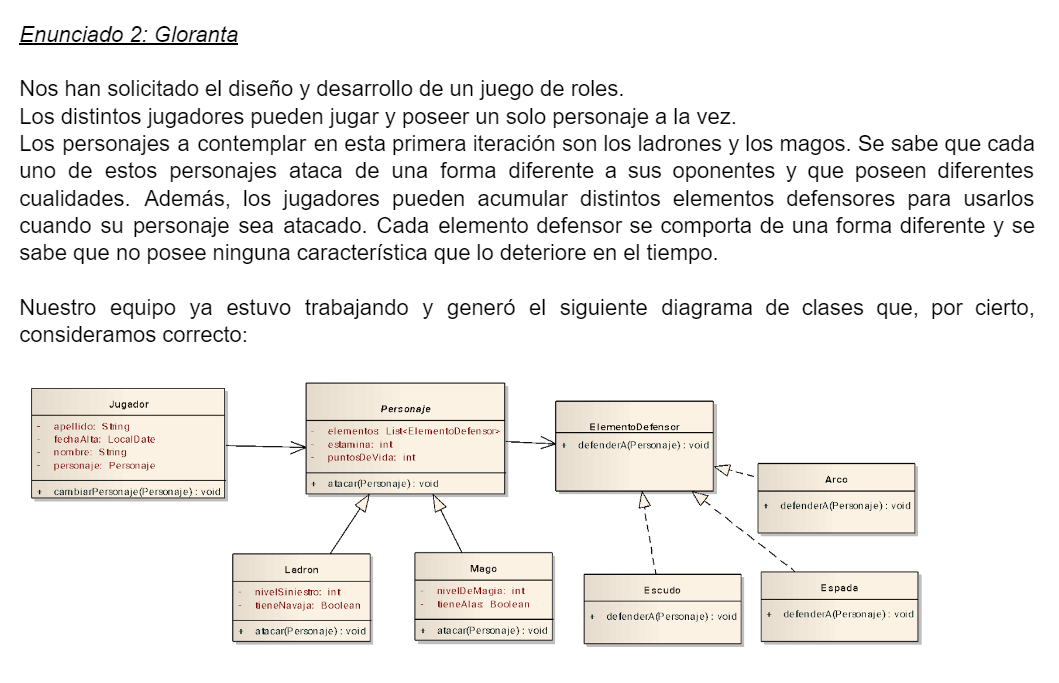 Enunciado 2: Gloranta
Nos han solicitado el diseño y desarrollo de un juego de roles.
Los distintos jugadores pueden jugar y poseer un solo personaje a la vez.
Los personajes a contemplar en esta primera iteración son los ladrones y los magos. Se sabe que cada
uno de estos personajes ataca de una forma diferente a sus oponentes y que poseen diferentes
cualidades. Además, los jugadores pueden acumular distintos elementos defensores para usarlos
cuando su personaje sea atacado. Cada elemento defensor se comporta de una forma diferente y se
sabe que no posee ninguna característica que lo deteriore en el tiempo.
Nuestro equipo ya estuvo trabajando y generó el siguiente diagrama de clases que, por cierto,
consideramos correcto:
Jugador
- apellido: String
- fechaAlta: LocalDate
- nombre: String
- personaje: Personaje
+ cambiarPersonaje(Personaje) : void
Personaje
- elementos: List<ElementoDefensor>
- estamina: int
- puntosDeVida: int
+ atacar(Personaje) : void
ElementoDefensor
+ defenderA(Personaje) : void
Arco
+ defenderA(Personaje) : void
Ladron
- nivelSiniestro: int
- tieneNavaja: Boolean
+ atacar(Personaje) : void
Mago
- nivelDeMagia: int
- tieneAlas: Boolean
+ atacar(Personaje) : void
Escudo
+ defenderA(Personaje) : void
Espada
+ defenderA(Personaje) : void